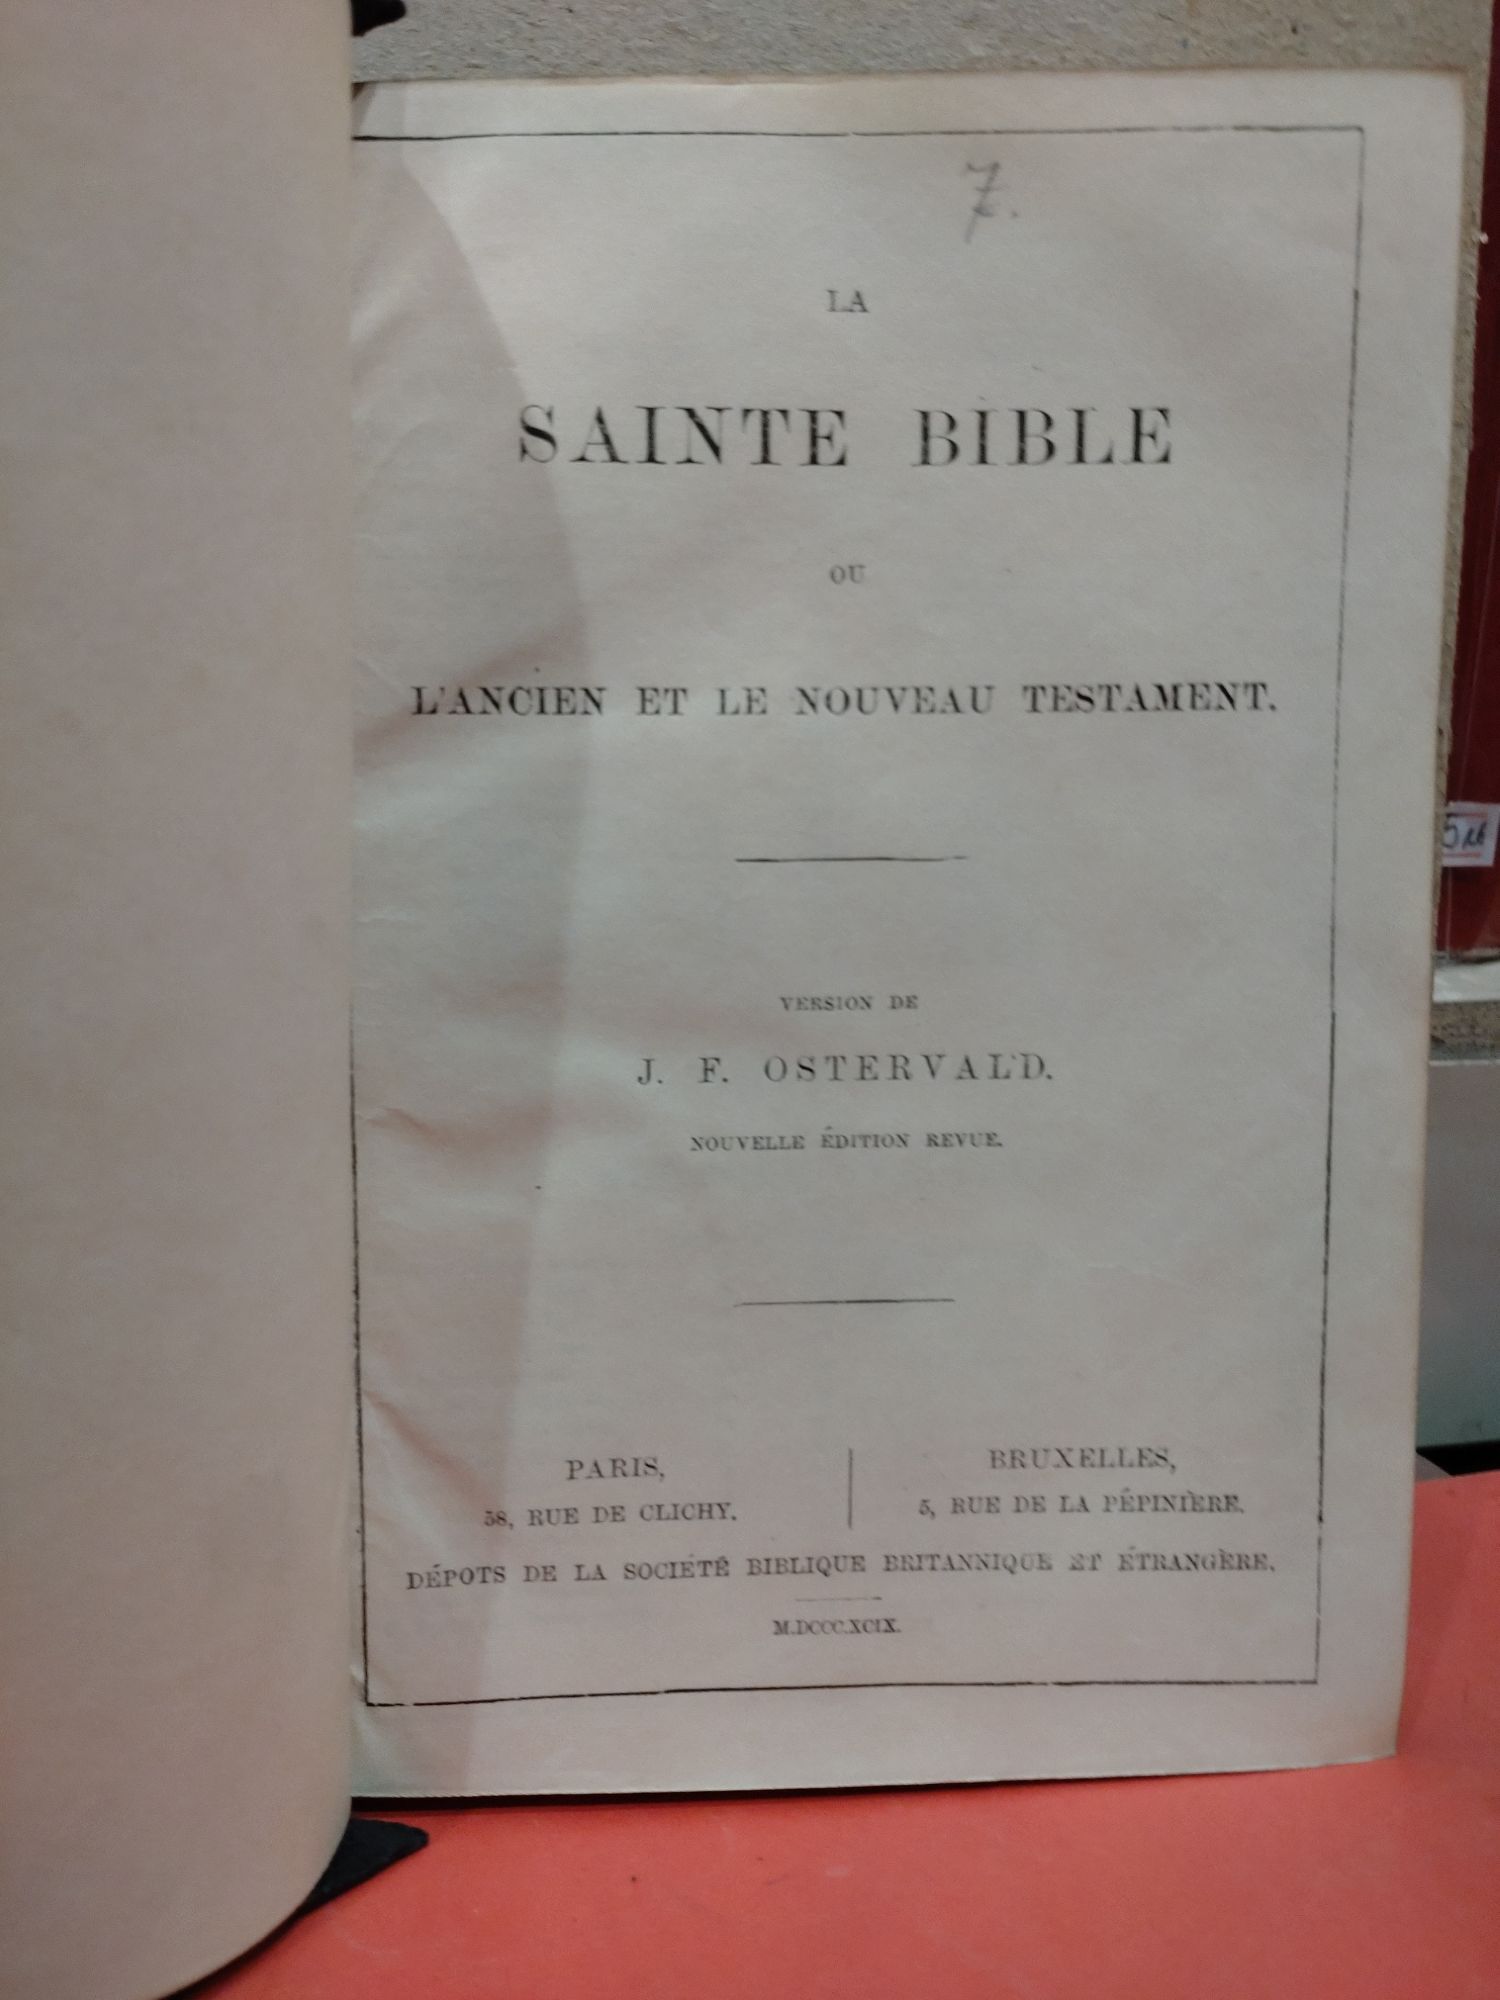 7.
LA
SAINTE BIBLE
OU
L'ANCIEN ET LE NOUVEAU TESTAMENT.
VERSION DE
J. F. OSTERVALD.
NOUVELLE ÉDITION REVUE.
PARIS,
58, RUE DE CLICHY.
BRUXELLES,
5, RUE DE LA PÉPINIÈRE.
DÉPOTS DE LA SOCIÉTÉ BIBLIQUE BRITANNIQUE ET ÉTRANGÈRE.
M.DCCC.XCIX.